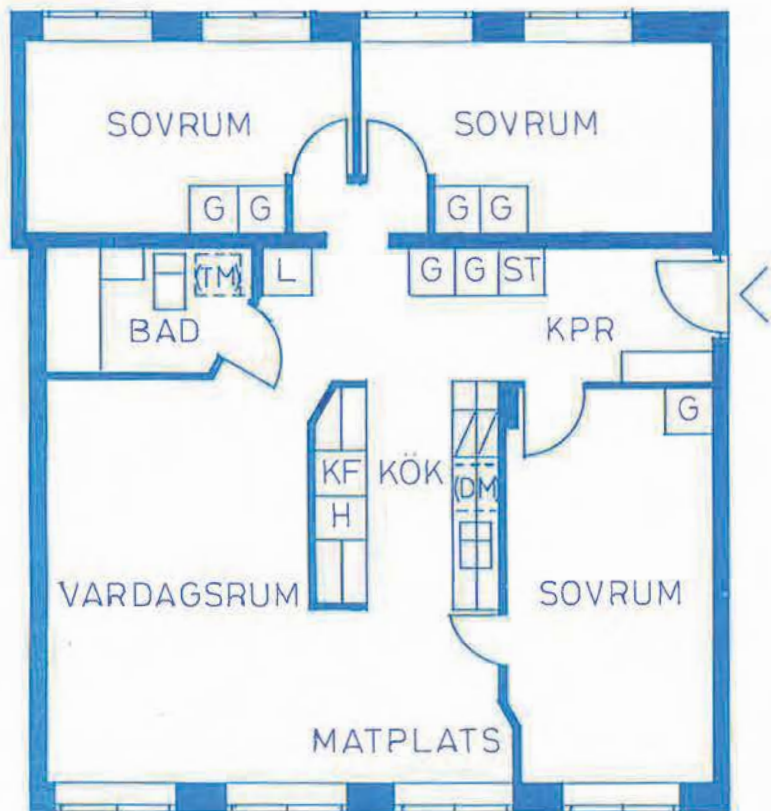 SOVRUM SOVRUM
G G G G
(TM) L G G ST
BAD KPR
G
KF KÖK (DM)
H
VARDAGSRUM SOVRUM
MATPLATS